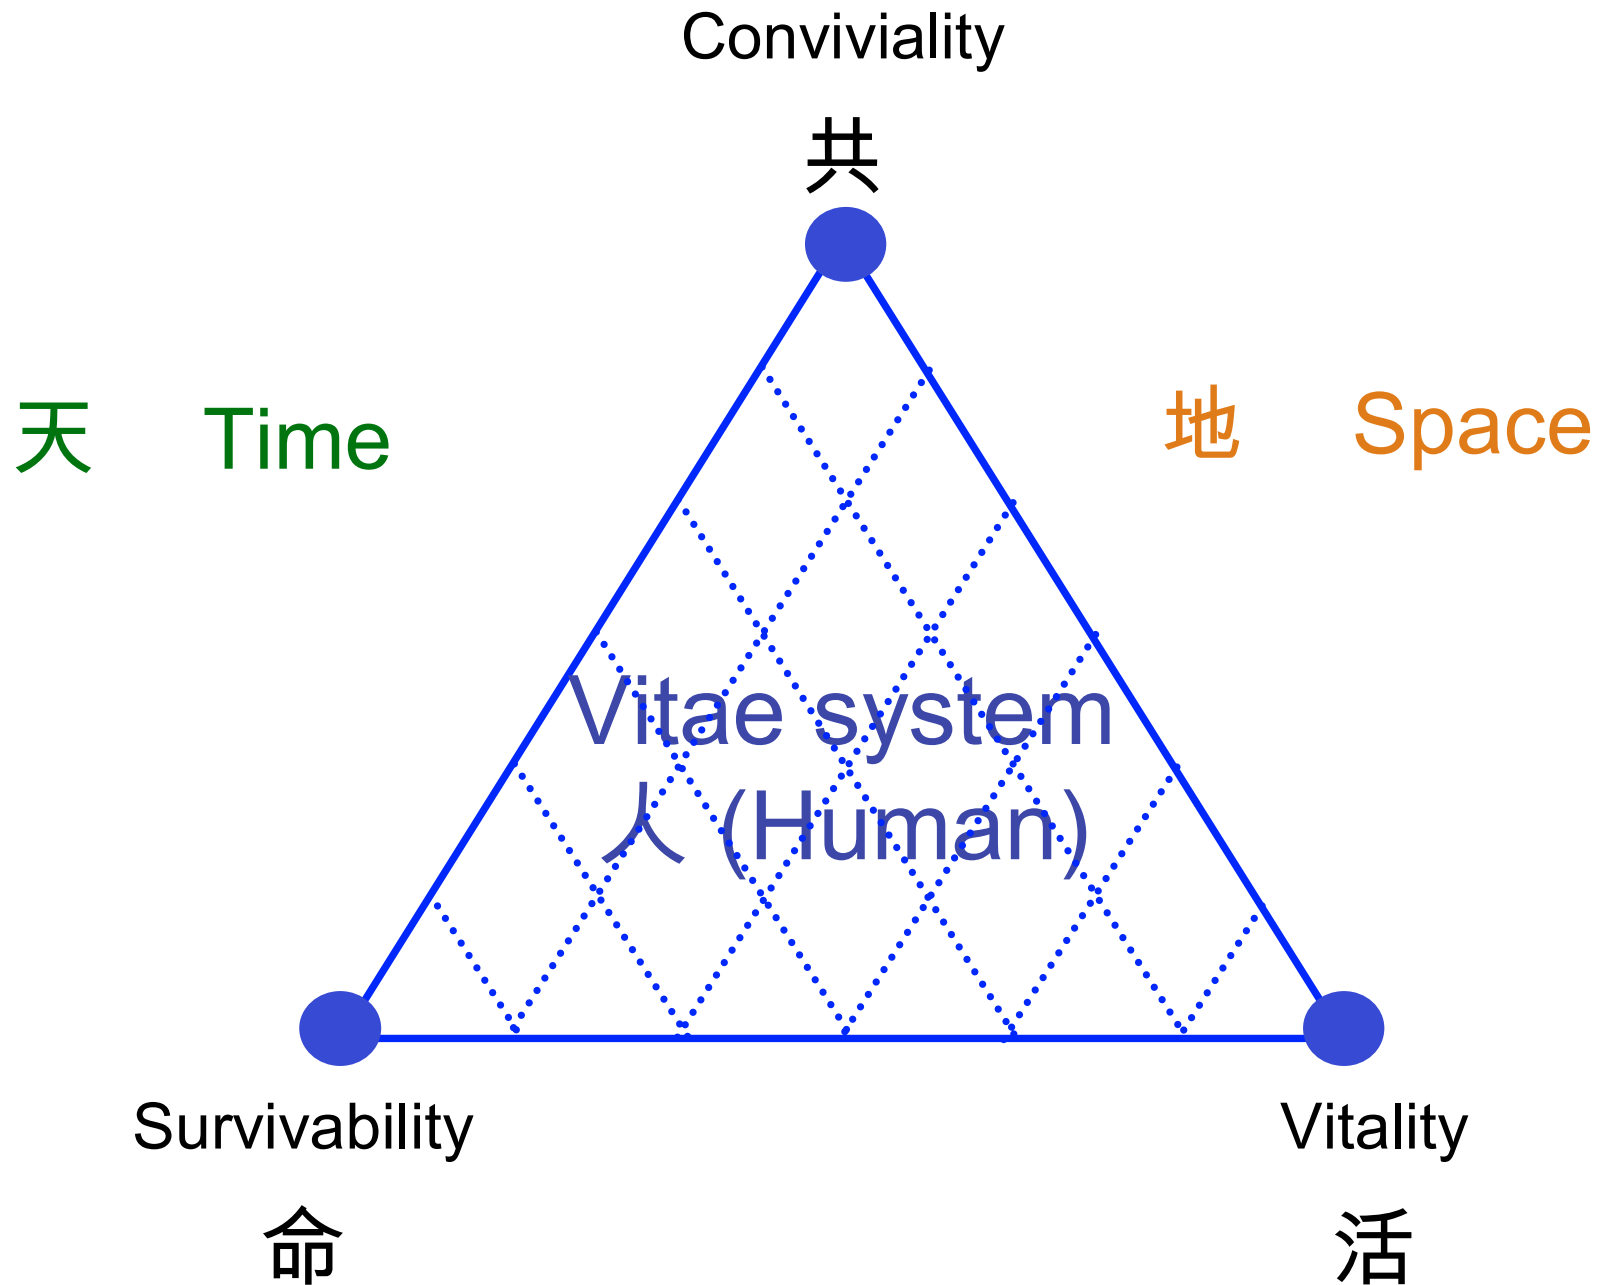 Conviviality
共
天 Time
地 Space
Vitae system
人 (Human)
Survivability
命
Vitality
活